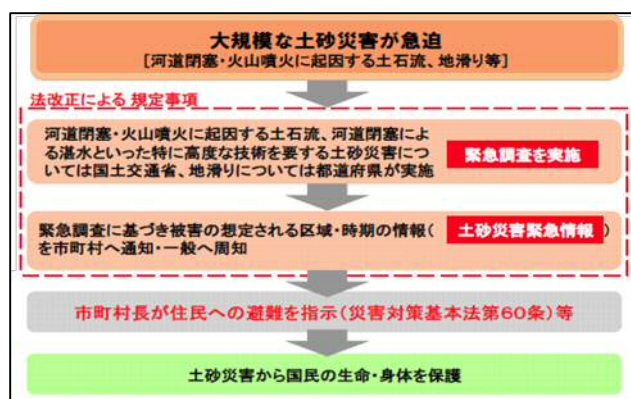 大規模な土砂災害が急迫
[河道閉塞・火山噴火に起因する土石流、地滑り等]
法改正による 規定事項
河道閉塞・火山噴火に起因する土石流、河道閉塞によ
る湛水といった特に高度な技術を要する土砂災害につ
いては国土交通省、地滑りについては都道府県が実施
緊急調査を実施
緊急調査に基づき被害の想定される区域・時期の情報( 土砂災害緊急情報 )
を市町村へ通知・一般へ周知
市町村長が住民への避難を指示(災害対策基本法第60条)等
土砂災害から国民の生命・身体を保護